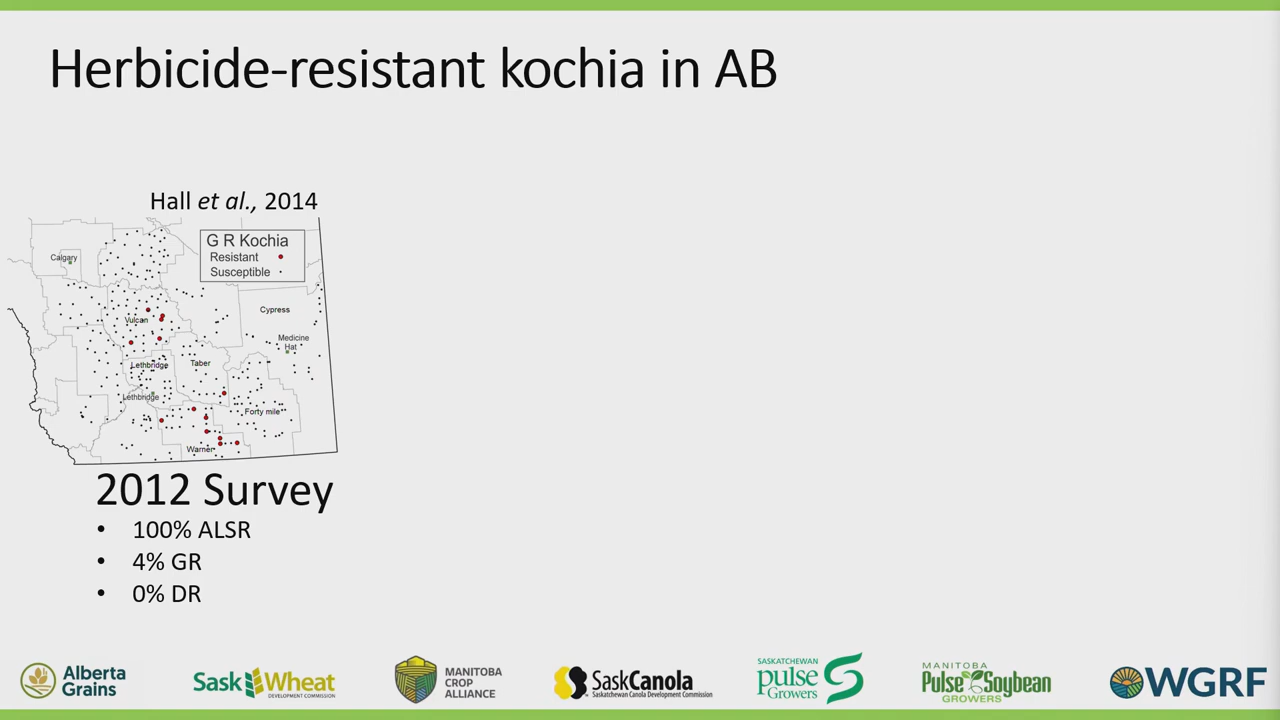 Herbicide-resistant kochia in AB
Hall et al., 2014
G R Kochia
Resistant
Susceptible
Calgary
Vulcan
Cypress
Medicine
Hat
Lethbridge
Taber
Lethbridge
Forty mile
Warner
2012 Survey
• 100% ALSR
• 4% GR
• 0% DR
Alberta
Grains
SaskWheat
DEVELOPMENT COMMISSION
MANITOBA
CROP
ALLIANCE
SaskCanola
Saskatchewan Canola Development Commission
SASKATCHEWAN
pulse
Growers
MANITOBA
Pulse Soybean
GROWERS
WGRF